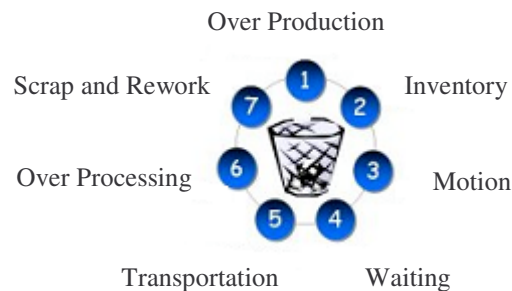 Over Production
Scrap and Rework 1 Inventory
7 2
Over Processing 6 3 Motion
5 4
Transportation Waiting